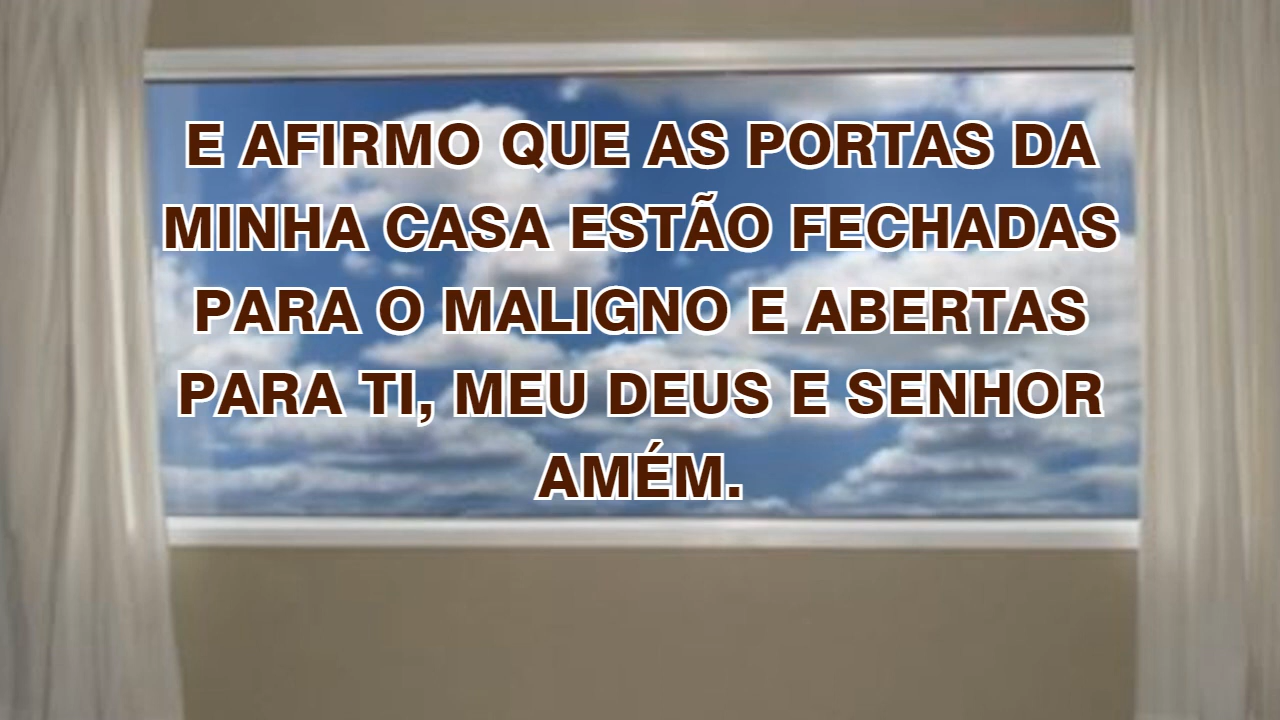 E AFIRMO QUE AS PORTAS DA
MINHA CASA ESTÃO FECHADAS
PARA O MALIGNO E ABERTAS
PARA TI, MEU DEUS E SENHOR
AMÉM.